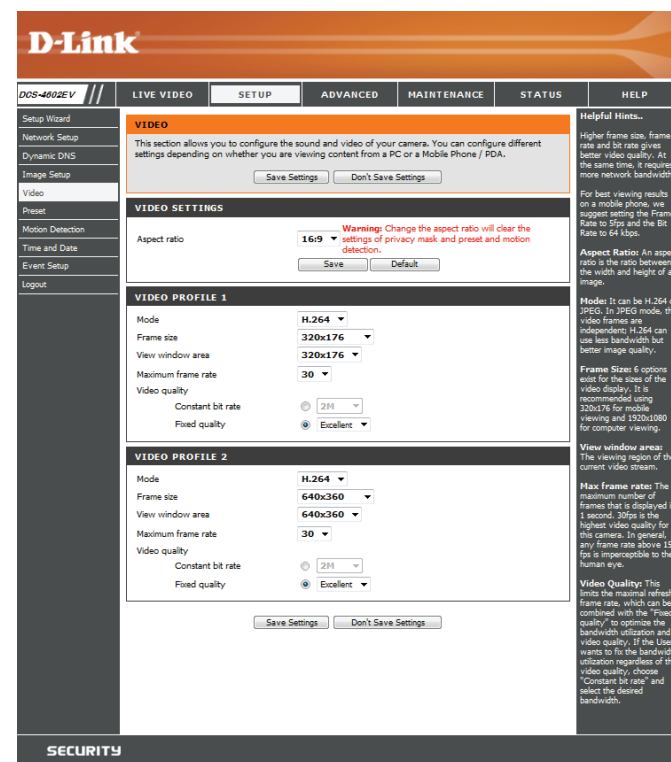 D-Link
DCS-4602EV // LIVE VIDEO SETUP ADVANCED MAINTENANCE STATUS HELP
Setup Wizard
Network Setup
Dynamic DNS
Image Setup
Video
Preset
Motion Detection
Time and Date
Event Setup
Logout
VIDEO
This section allows you to configure the sound and video of your camera. You can configure different
settings depending on whether you are viewing content from a PC or a Mobile Phone / PDA.
Save Settings Don't Save Settings
VIDEO SETTINGS
Aspect ratio 16:9 Warning: Change the aspect ratio will clear the
settings of privacy mask and preset and motion
detection.
Save Default
VIDEO PROFILE 1
Mode H.264
Frame size 320x176
View window area 320x176
Maximum frame rate 30
Video quality
Constant bit rate 2M
Fixed quality Excellent
VIDEO PROFILE 2
Mode H.264
Frame size 640x360
View window area 640x360
Maximum frame rate 30
Video quality
Constant bit rate 2M
Fixed quality Excellent
Save Settings Don't Save Settings
Helpful Hints..
Higher frame size, frame
rate and bit rate gives
better video quality. At
the same time, it requires
more network bandwidth
For best viewing results
on a mobile phone, we
suggest setting the Frame
Rate to 5fps and the Bit
Rate to 64 kbps.
Aspect Ratio: An
ratio is the ratio between
the width and height of a
image.
Mode: It can be H.264
JPEG. In JPEG mode,
video frames are
independent; H.264 can
use less bandwidth but
better image quality.
Frame Size: 6 options
exist for the sizes of the
video display. It is
recommended using
320x176 for mobile
viewing and 1920x1080
for computer viewing.
View window area:
The viewing region of the
current video stream.
Max frame rate: The
maximum number of
frames that is displayed
1 second. 30fps is the
highest video quality for
this camera. In general,
any frame rate above 15
fps is imperceptible to the
human eye.
Video Quality: This
limits the maximal refresh
frame rate, which can be
combined with the "Fixed
quality" to optimize the
bandwidth utilization and
video quality. If the User
wants to fix the
utilization regardless of the
video quality, choose
"Constant bit rate" and
select the desired
bandwidth.
SECURITY